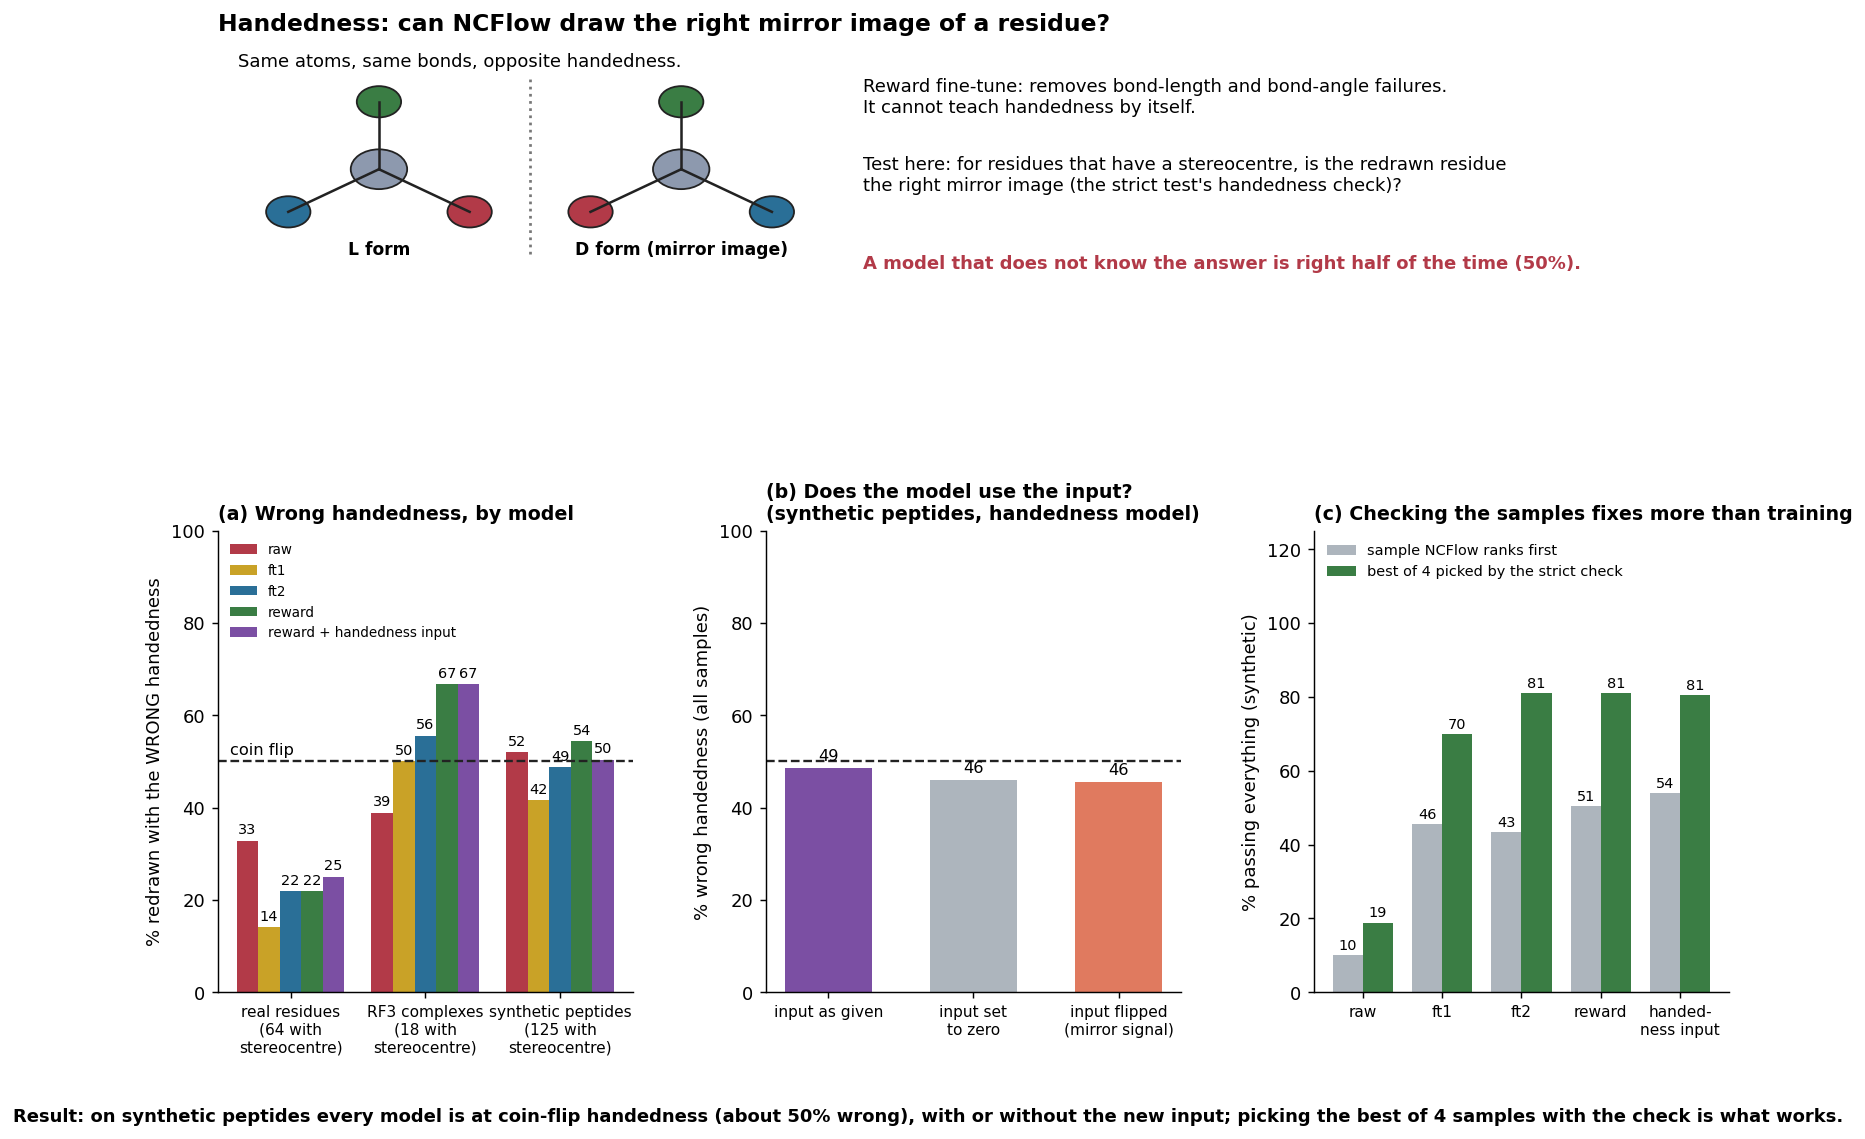 Handedness: can NCFlow draw the right mirror image of a residue?
Same atoms, same bonds, opposite handedness.
L form
D form (mirror image)
Reward fine-tune: removes bond-length and bond-angle failures.
It cannot teach handedness by itself.
Test here: for residues that have a stereocentre, is the redrawn residue
the right mirror image (the strict test's handedness check)?
A model that does not know the answer is right half of the time (50%).
(a) Wrong handedness, by model
% redrawn with the WRONG handedness
100
80
60
40
20
0
raw
ft1
ft2
reward
reward + handedness input
coin flip
33
14
22
22
25
39
50
56
67
67
52
42
49
54
50
real residues
(64 with
stereocentre)
RF3 complexes
(18 with
stereocentre)
synthetic peptides
(125 with
stereocentre)
(b) Does the model use the input?
(synthetic peptides, handedness model)
% wrong handedness (all samples)
100
80
60
40
20
0
49
46
46
input as given
input set
to zero
input flipped
(mirror signal)
(c) Checking the samples fixes more than training
% passing everything (synthetic)
120
100
80
60
40
20
0
sample NCFlow ranks first
best of 4 picked by the strict check
10
19
46
70
43
81
51
81
54
81
raw
ft1
ft2
reward
handed-
ness input
Result: on synthetic peptides every model is at coin-flip handedness (about 50% wrong), with or without the new input; picking the best of 4 samples with the check is what works.